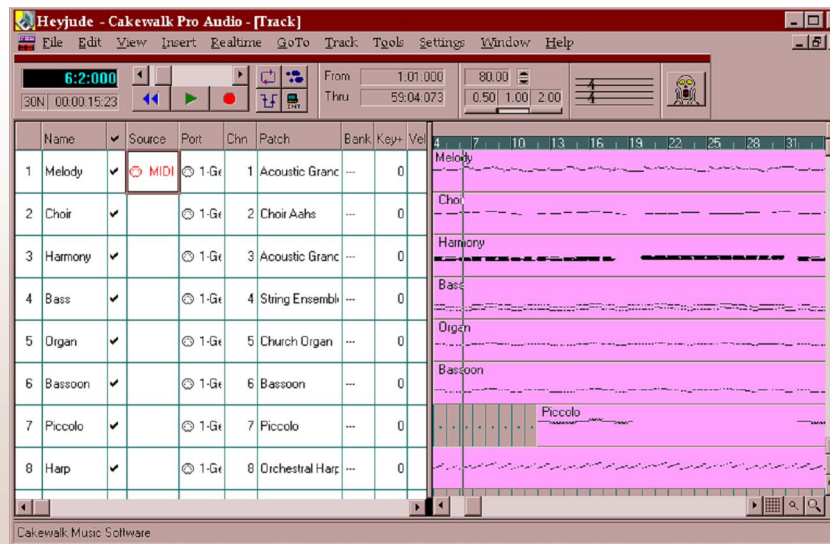 Heyjude - Cakewalk Pro Audio - [Track]
File Edit View Insert Realtime GoTo Track Tools Settings Window Help
6:2:000
30N 00:00:15:23
INT
From 1:01:000
Thru 59:04:073
80.00
0.50 1.00 2.00
Name Source Port Chn Patch Bank Key+ Vel
4 7 10 13 16 19 22 25 28 31
1 Melody MIDI 1-Ge 1 Acoustic Granc --- 0 Melody
2 Choir 1-Ge 2 Choir Aahs --- 0 Choir
3 Harmony 1-Ge 3 Acoustic Granc --- 0 Harmony
4 Bass 1-Ge 4 String Ensembl --- 0 Bass
5 Organ 1-Ge 5 Church Organ --- 0 Organ
6 Bassoon 1-Ge 6 Bassoon --- 0 Bassoon
7 Piccolo 1-Ge 7 Piccolo --- 0 Piccolo
8 Harp 1-Ge 8 Orchestral Harp --- 0
Cakewalk Music Software